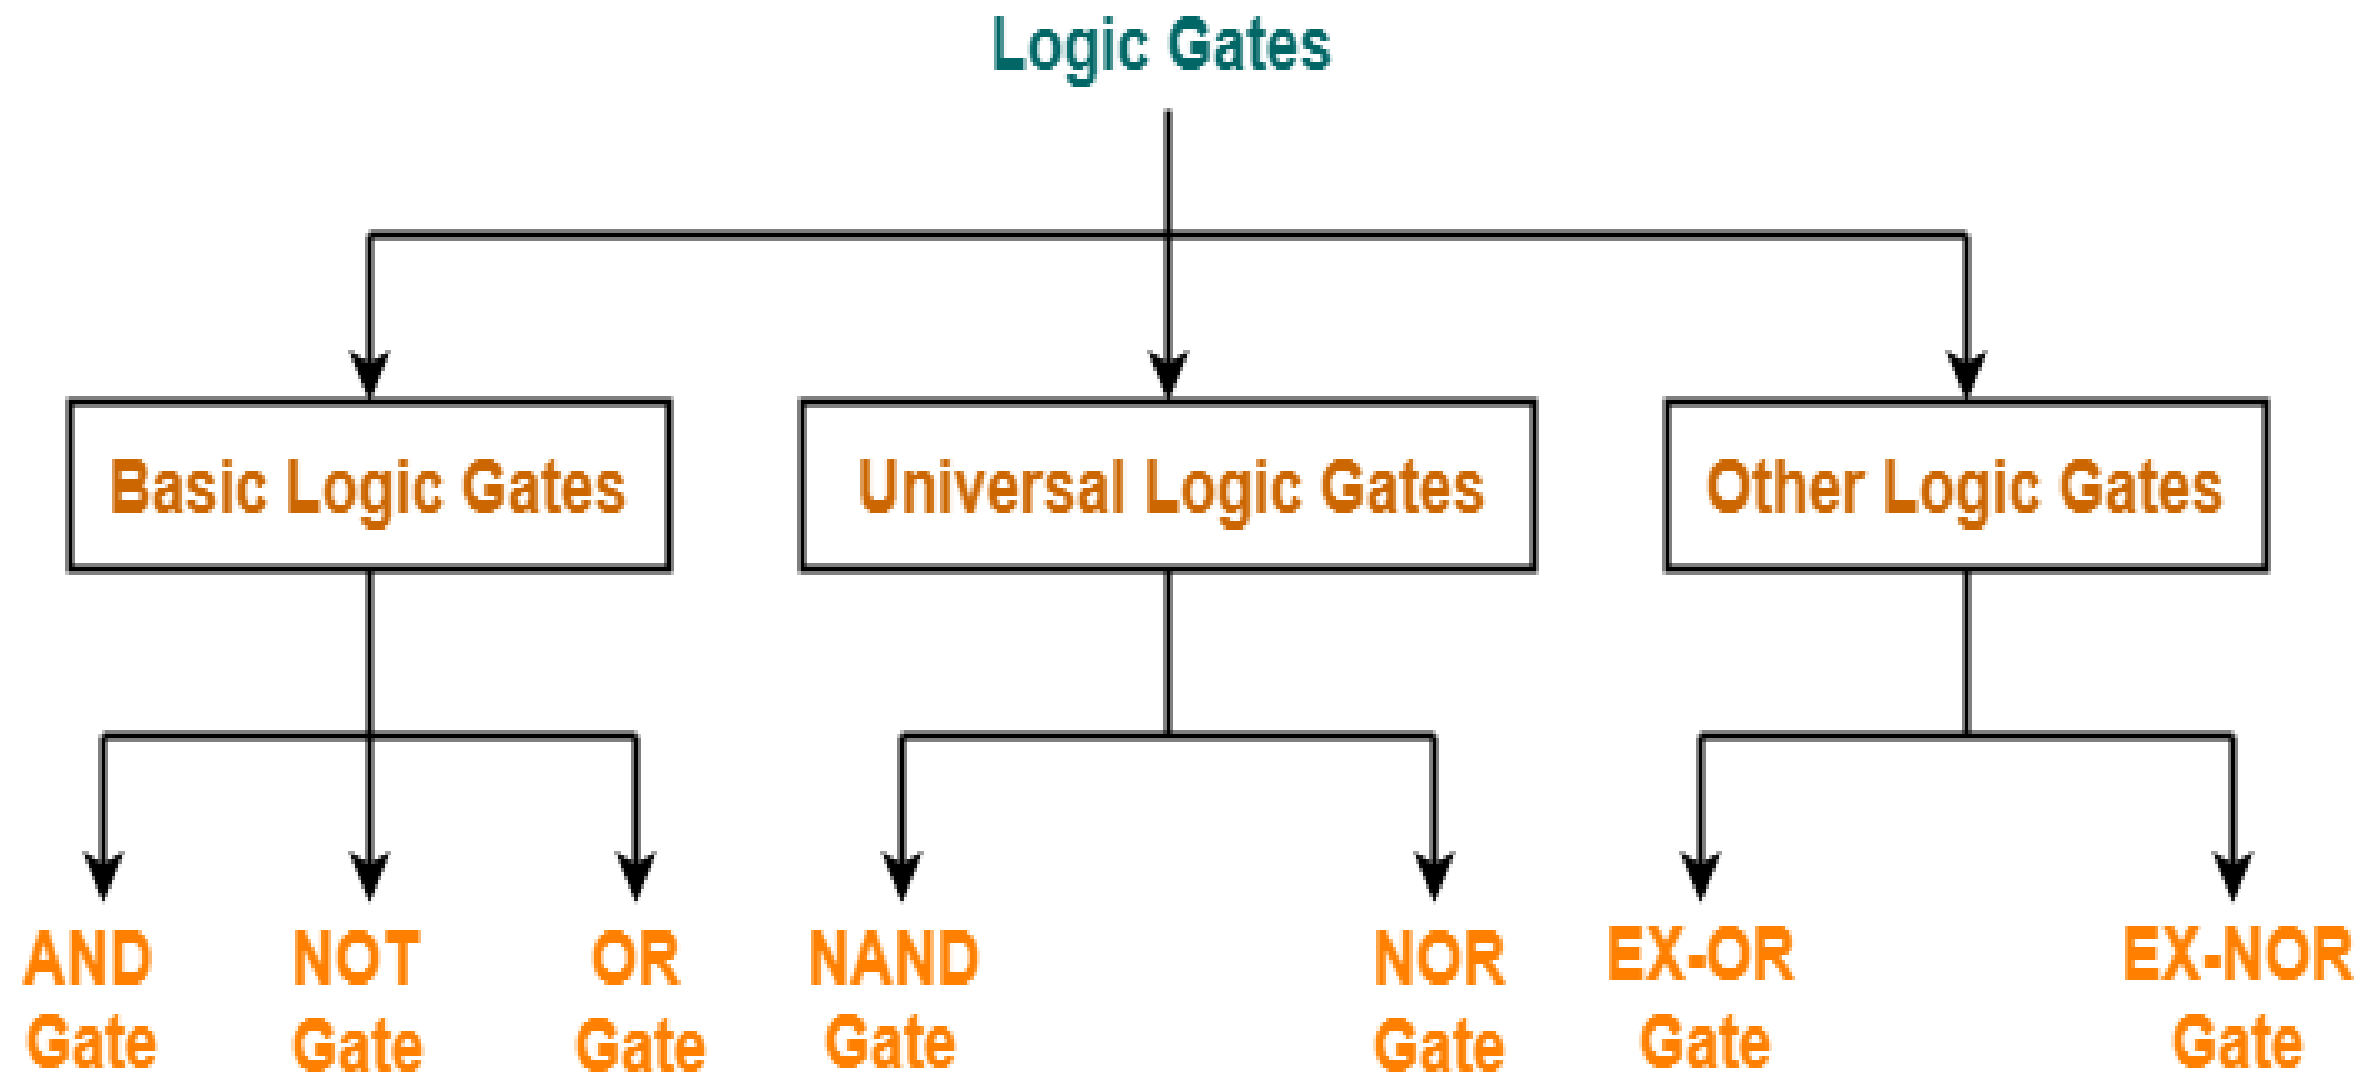 Logic Gates
Basic Logic Gates
Universal Logic Gates
Other Logic Gates
AND
Gate
NOT
Gate
OR
Gate
NAND
Gate
NOR
Gate
EX-OR
Gate
EX-NOR
Gate